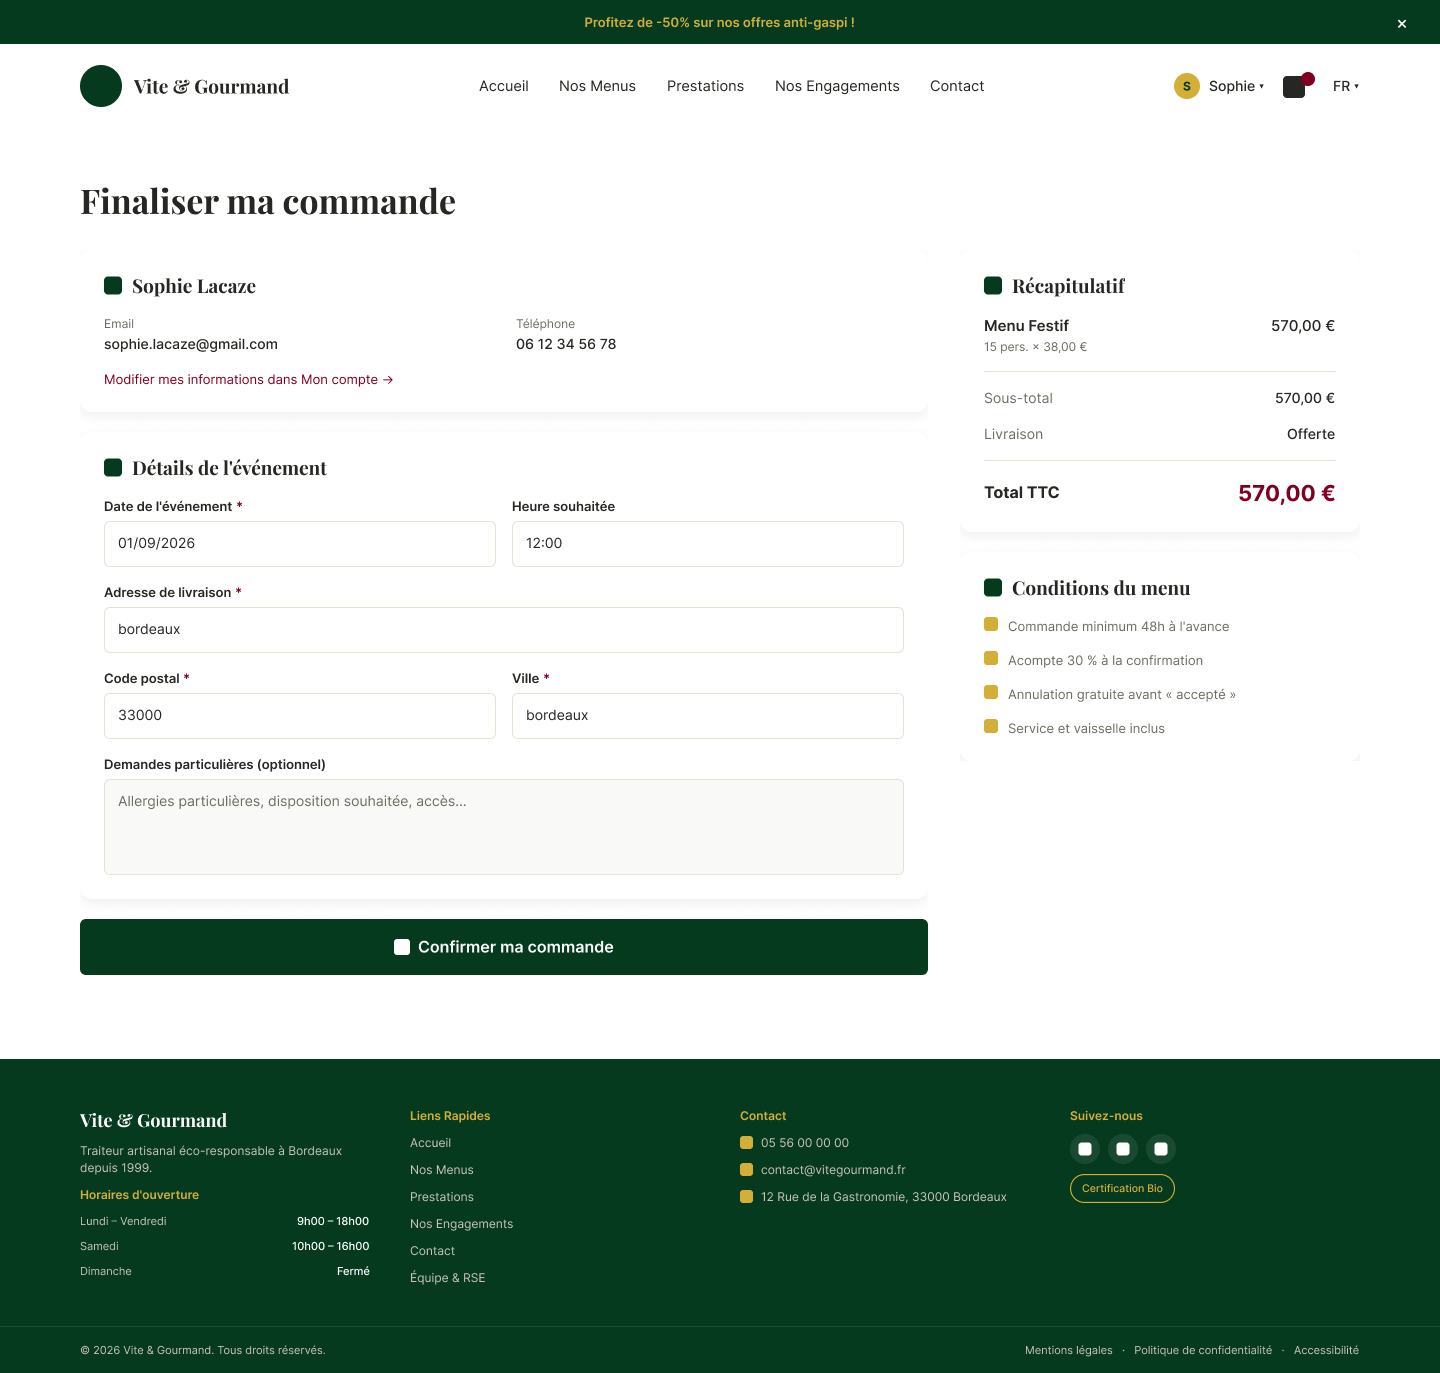 Profitez de -50% sur nos offres anti-gaspi !
×
Vite & Gourmand
Accueil
Nos Menus
Prestations
Nos Engagements
Contact
S
Sophie ▾
FR ▾
Finaliser ma commande
Sophie Lacaze
Email
Téléphone
sophie.lacaze@gmail.com
06 12 34 56 78
Modifier mes informations dans Mon compte →
Détails de l'événement
Date de l'événement *
Heure souhaitée
01/09/2026
12:00
Adresse de livraison *
bordeaux
Code postal *
Ville *
33000
bordeaux
Demandes particulières (optionnel)
Allergies particulières, disposition souhaitée, accès...
Confirmer ma commande
Récapitulatif
Menu Festif
570,00 €
15 pers. × 38,00 €
Sous-total
570,00 €
Livraison
Offerte
Total TTC
570,00 €
Conditions du menu
Commande minimum 48h à l'avance
Acompte 30 % à la confirmation
Annulation gratuite avant « accepté »
Service et vaisselle inclus
Vite & Gourmand
Traiteur artisanal éco-responsable à Bordeaux
depuis 1999.
Horaires d'ouverture
Lundi – Vendredi
9h00 – 18h00
Samedi
10h00 – 16h00
Dimanche
Fermé
Liens Rapides
Accueil
Nos Menus
Prestations
Nos Engagements
Contact
Équipe & RSE
Contact
05 56 00 00 00
contact@vitegourmand.fr
12 Rue de la Gastronomie, 33000 Bordeaux
Suivez-nous
Certification Bio
© 2026 Vite & Gourmand. Tous droits réservés.
Mentions légales · Politique de confidentialité · Accessibilité